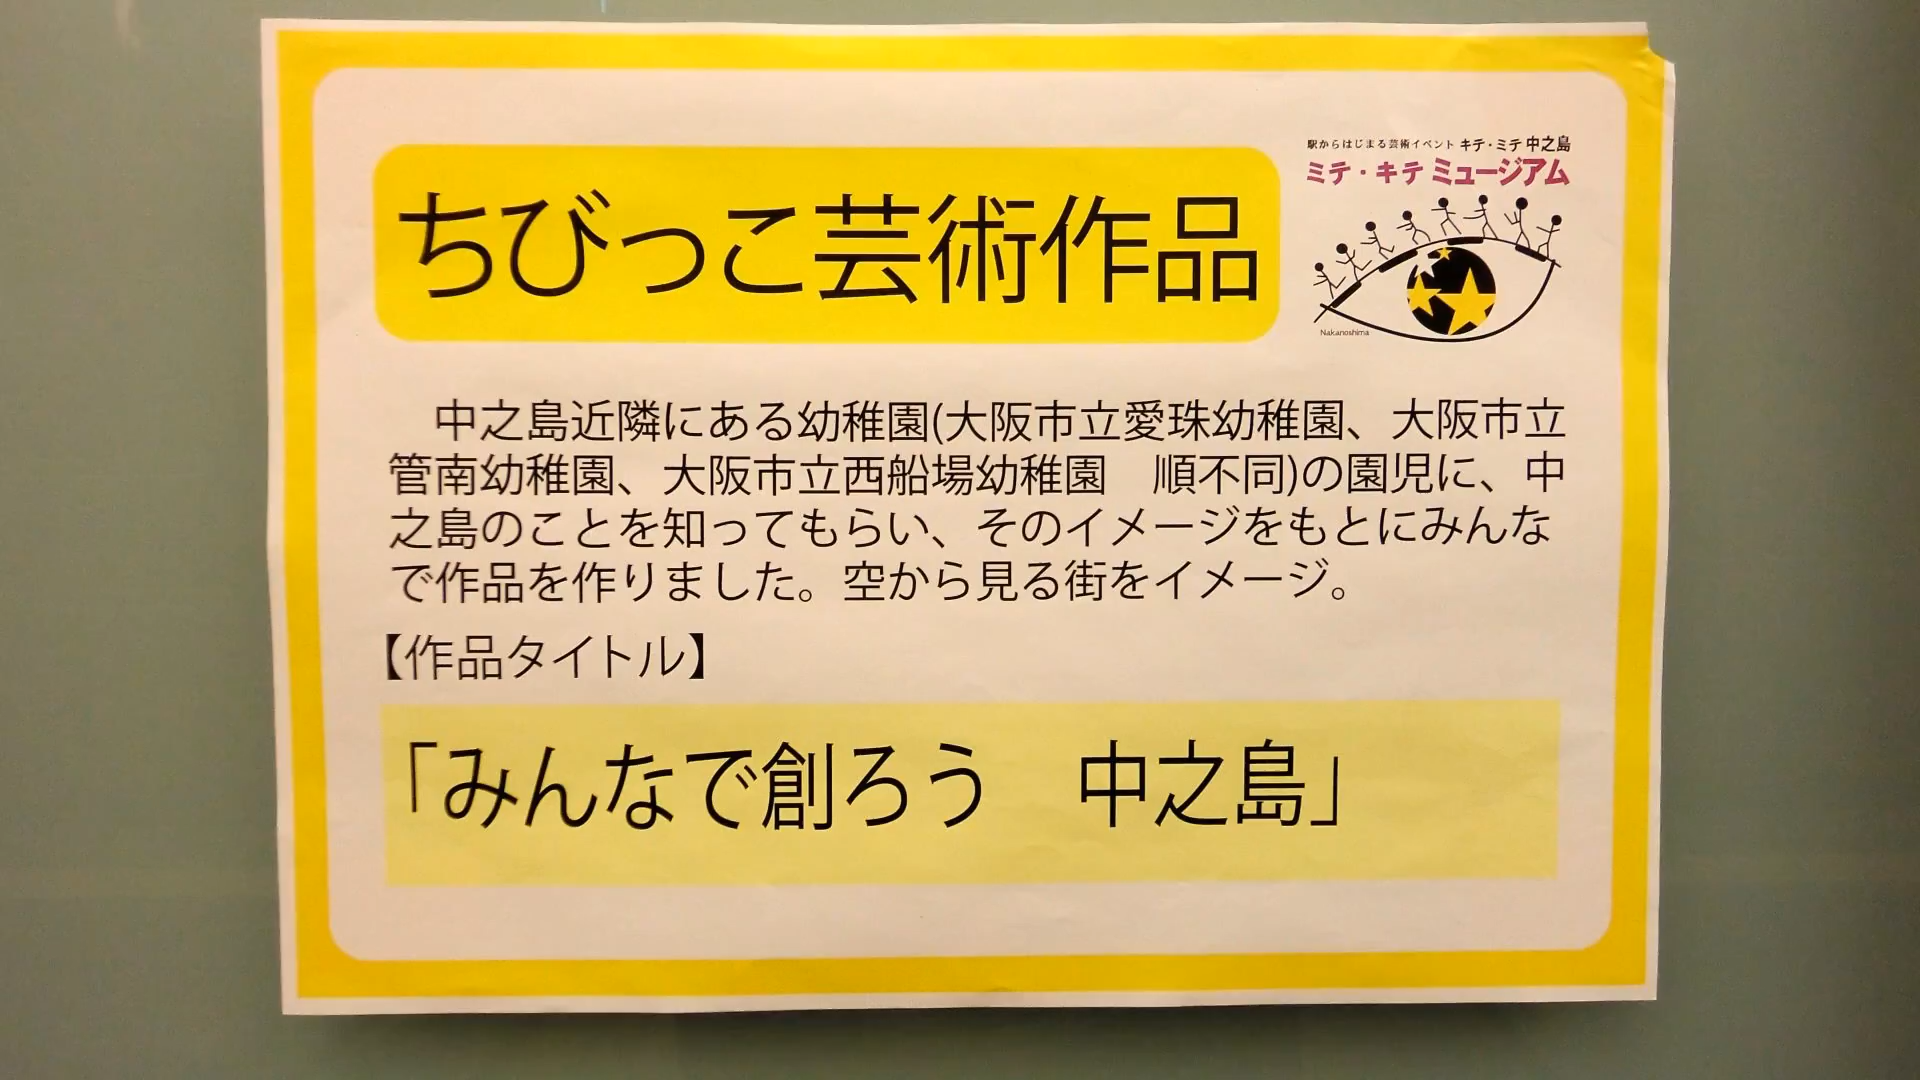 駅からはじまる芸術イベント キテ・ミテ 中之島
ミテ・キテ ミュージアム
ちびっこ芸術作品
Nakanoshima
中之島近隣にある幼稚園(大阪市立愛珠幼稚園、大阪市立
管南幼稚園、大阪市立西船場幼稚園　順不同)の園児に、中
之島のことを知ってもらい、そのイメージをもとにみんな
で作品を作りました。空から見る街をイメージ。
【作品タイトル】
「みんなで創ろう　中之島」